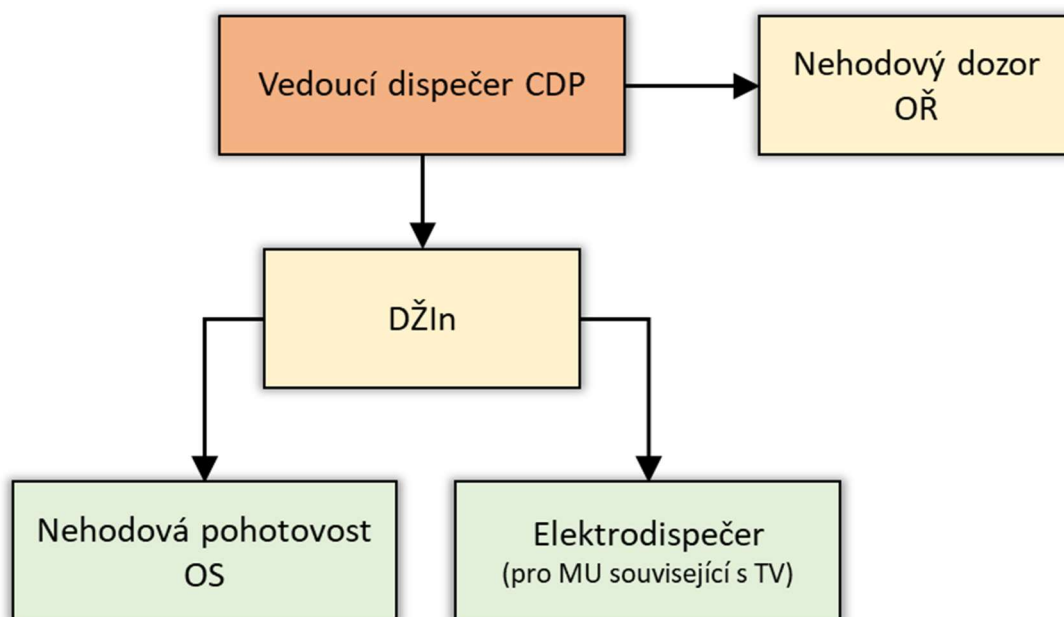 Vedoucí dispečer CDP
Nehodový dozor
OŘ
DŽIn
Nehodová pohotovost
OS
Elektrodispečer
(pro MU související s TV)